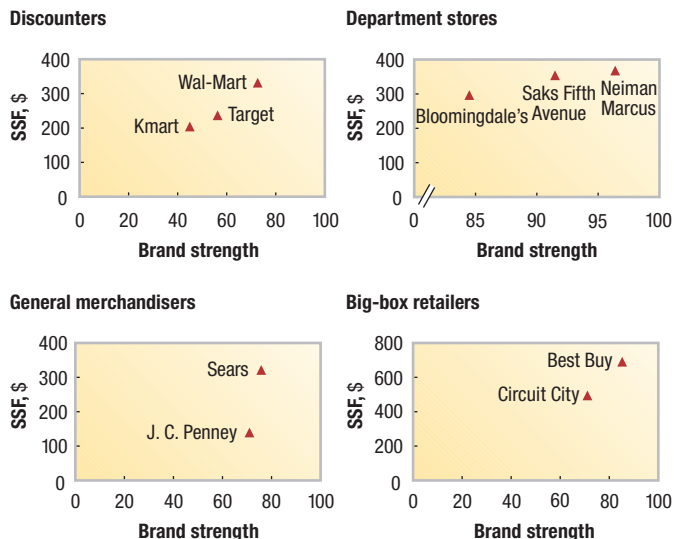 Discounters
SSF, $
400
300
200
100
0
Wal-Mart
Target
Kmart
0 20 40 60 80 100
Brand strength
Department stores
SSF, $
400
300
200
100
0
Saks Fifth Avenue
Neiman Marcus
Bloomingdale's
0 85 90 95 100
Brand strength
General merchandisers
SSF, $
400
300
200
100
0
Sears
J. C. Penney
0 20 40 60 80 100
Brand strength
Big-box retailers
SSF, $
800
600
400
200
0
Best Buy
Circuit City
0 20 40 60 80 100
Brand strength